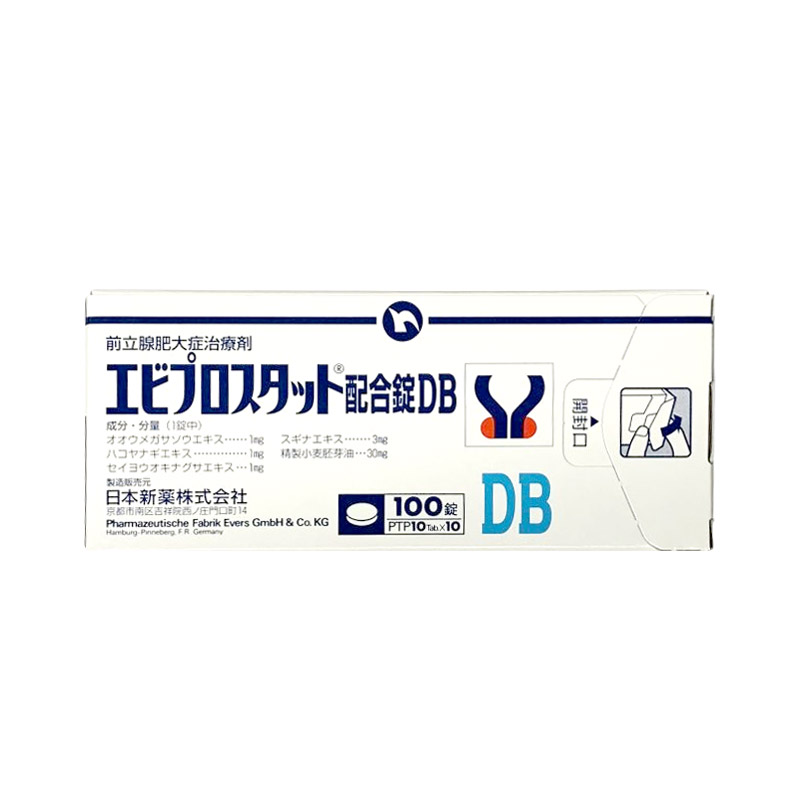 前立腺肥大症治療剤
エビプロスタット®配合錠DB
成分・分量(1錠中)
オオウメガサソウエキス……1mg スギナエキス……3mg
ハコヤナギエキス…………1mg 精製小麦胚芽油…30mg
セイヨウオキナグサエキス…1mg
製造販売元
日本新薬株式会社
京都市南区吉祥院西ノ庄門口町14
Pharmazeutische Fabrik Evers GmbH & Co. KG
Hamburg-Pinneberg, F.R. Germany
100錠
PTP10Tab.×10
DB
開封口